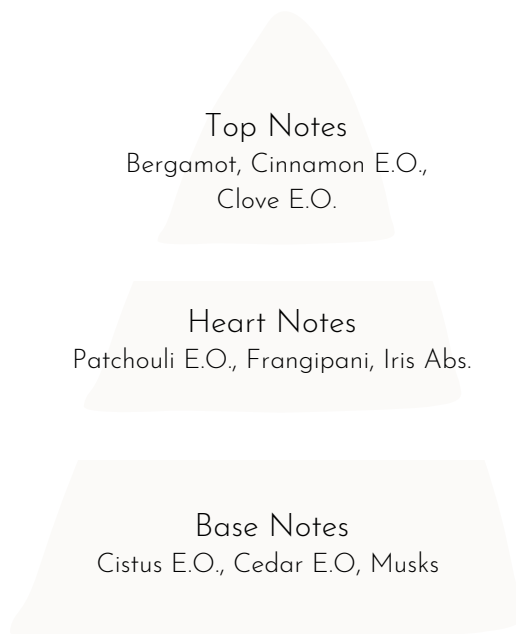 Top Notes
Bergamot, Cinnamon E.O.,
Clove E.O.
Heart Notes
Patchouli E.O., Frangipani, Iris Abs.
Base Notes
Cistus E.O., Cedar E.O, Musks